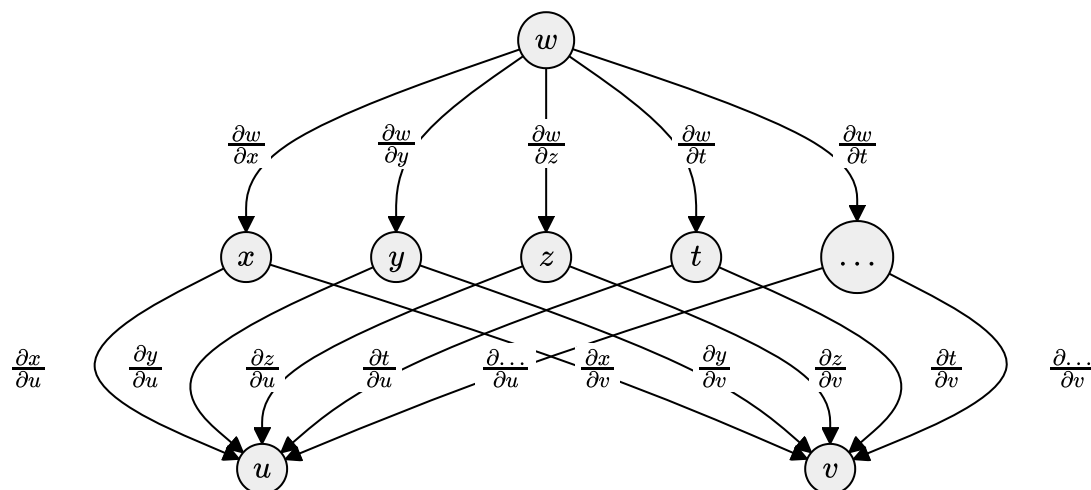 w
∂w/∂x ∂w/∂y ∂w/∂z ∂w/∂t ∂w/∂t
x y z t ...
∂x/∂u ∂y/∂u ∂z/∂u ∂t/∂u ∂.../∂u ∂x/∂v ∂y/∂v ∂z/∂v ∂t/∂v ∂.../∂v
u v